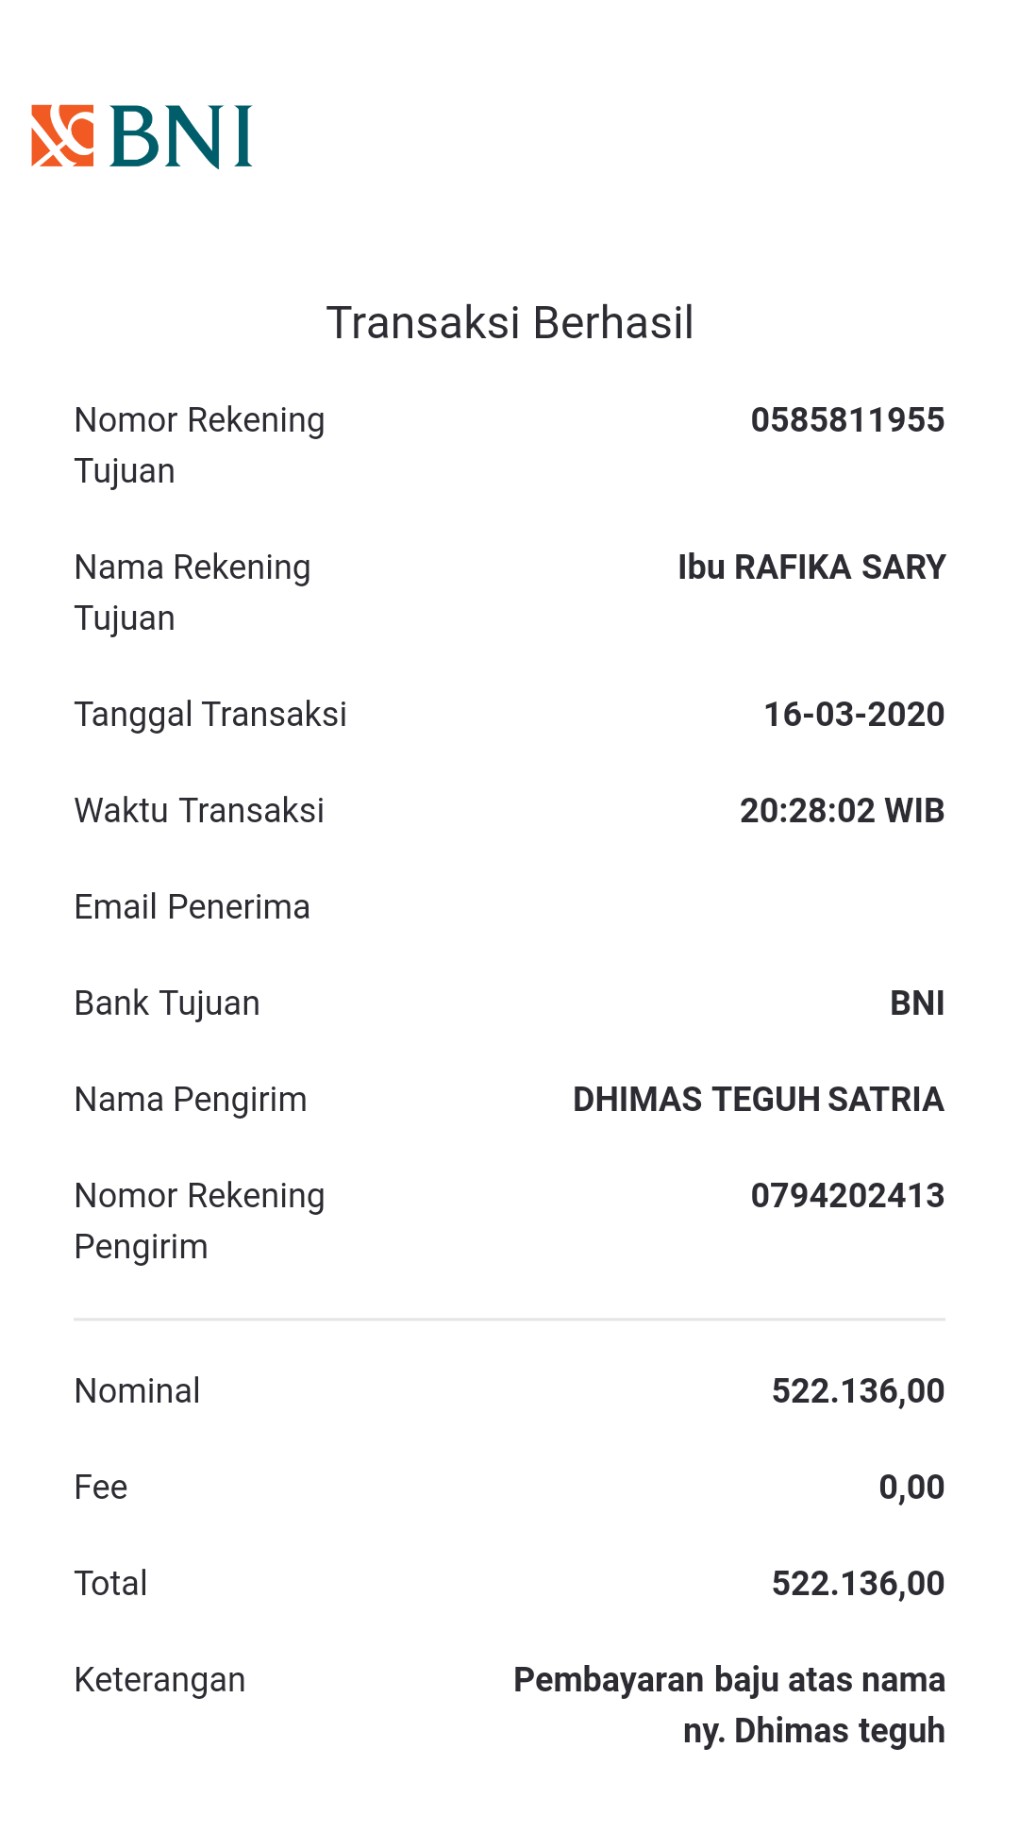 BNI
Transaksi Berhasil
Nomor Rekening Tujuan 0585811955
Nama Rekening Tujuan Ibu RAFIKA SARY
Tanggal Transaksi 16-03-2020
Waktu Transaksi 20:28:02 WIB
Email Penerima
Bank Tujuan BNI
Nama Pengirim DHIMAS TEGUH SATRIA
Nomor Rekening Pengirim 0794202413
Nominal 522.136,00
Fee 0,00
Total 522.136,00
Keterangan Pembayaran baju atas nama
ny. Dhimas teguh